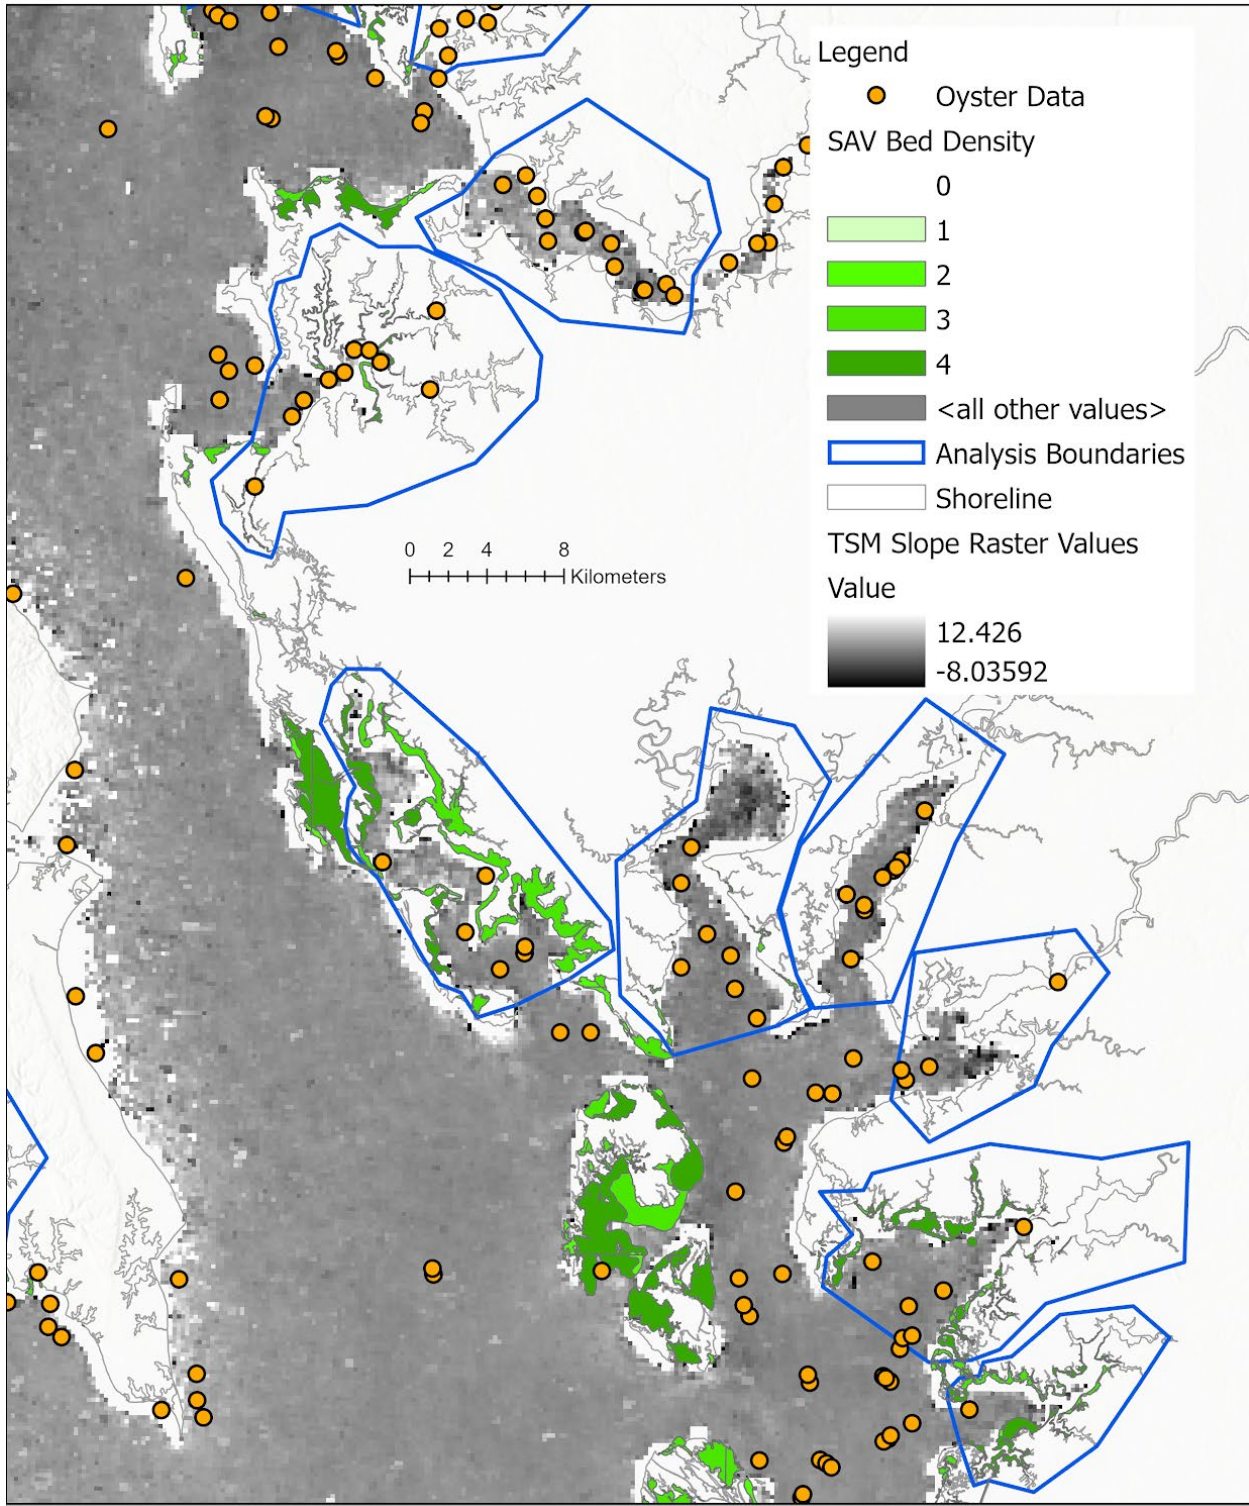 Legend
Oyster Data
SAV Bed Density
0
1
2
3
4
<all other values>
Analysis Boundaries
Shoreline
TSM Slope Raster Values
Value
12.426
-8.03592
0 2 4 8
Kilometers